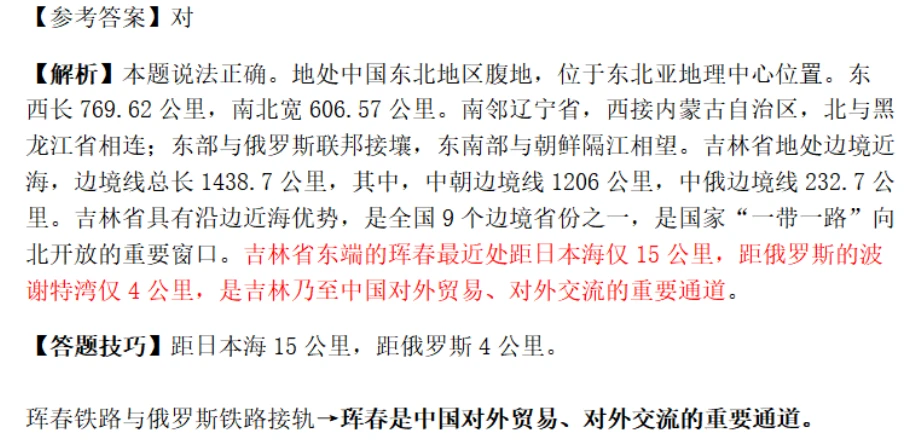 【参考答案】对
【解析】本题说法正确。地处中国东北地区腹地，位于东北亚地理中心位置。东
西长 769.62 公里，南北宽 606.57 公里。南邻辽宁省，西接内蒙古自治区，北与黑
龙江省相连；东部与俄罗斯联邦接壤，东南部与朝鲜隔江相望。吉林省地处边境近
海，边境线总长 1438.7 公里，其中，中朝边境线 1206 公里，中俄边境线 232.7 公
里。吉林省具有沿边近海优势，是全国 9 个边境省份之一，是国家“一带一路”向
北开放的重要窗口。吉林省东端的珲春最近处距日本海仅 15 公里，距俄罗斯的波
谢特湾仅 4 公里，是吉林乃至中国对外贸易、对外交流的重要通道。
【答题技巧】距日本海 15 公里，距俄罗斯 4 公里。
珲春铁路与俄罗斯铁路接轨→珲春是中国对外贸易、对外交流的重要通道。